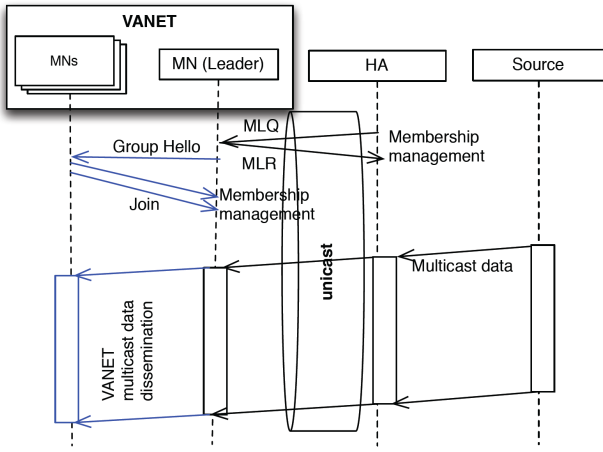 VANET
MNs
MN (Leader)
HA
Source
MLQ
Membership
management
Group Hello
MLR
Membership
management
Join
Multicast data
unicast
VANET
multicast data
dissemination